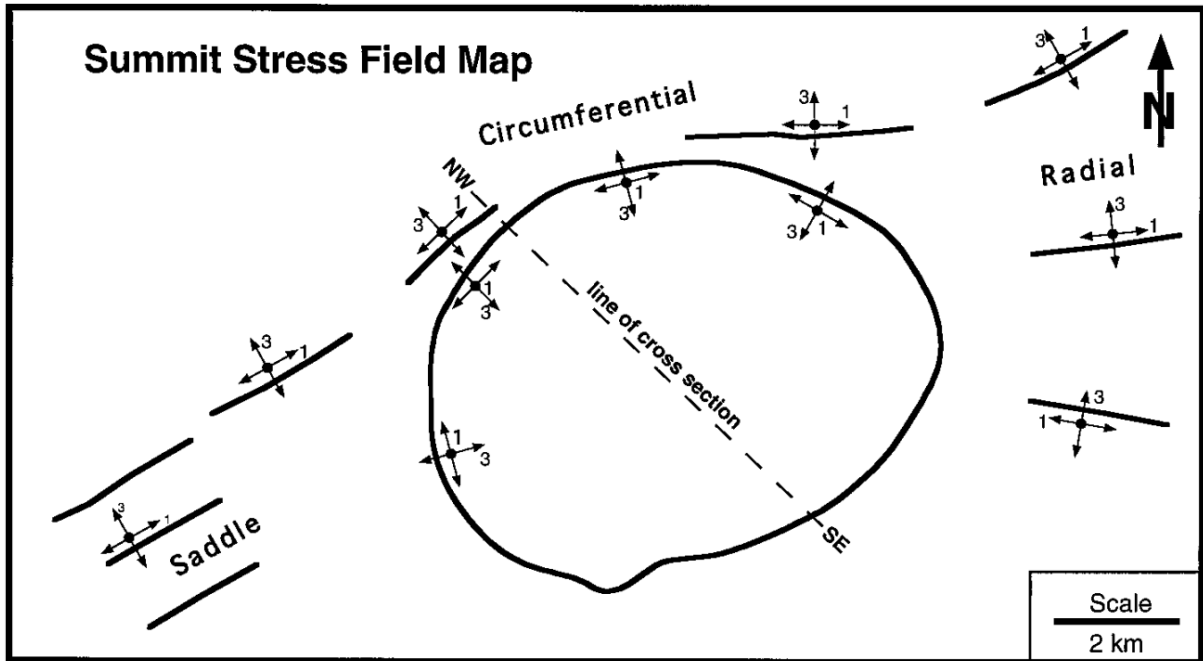 Summit Stress Field Map
3
1
N
Circumferential
3
1
Radial
NW
1
3
1
3
3
1
3
1
1
3
line of cross section
3
1
3
1
1
3
3
1
Saddle
SE
Scale
2 km